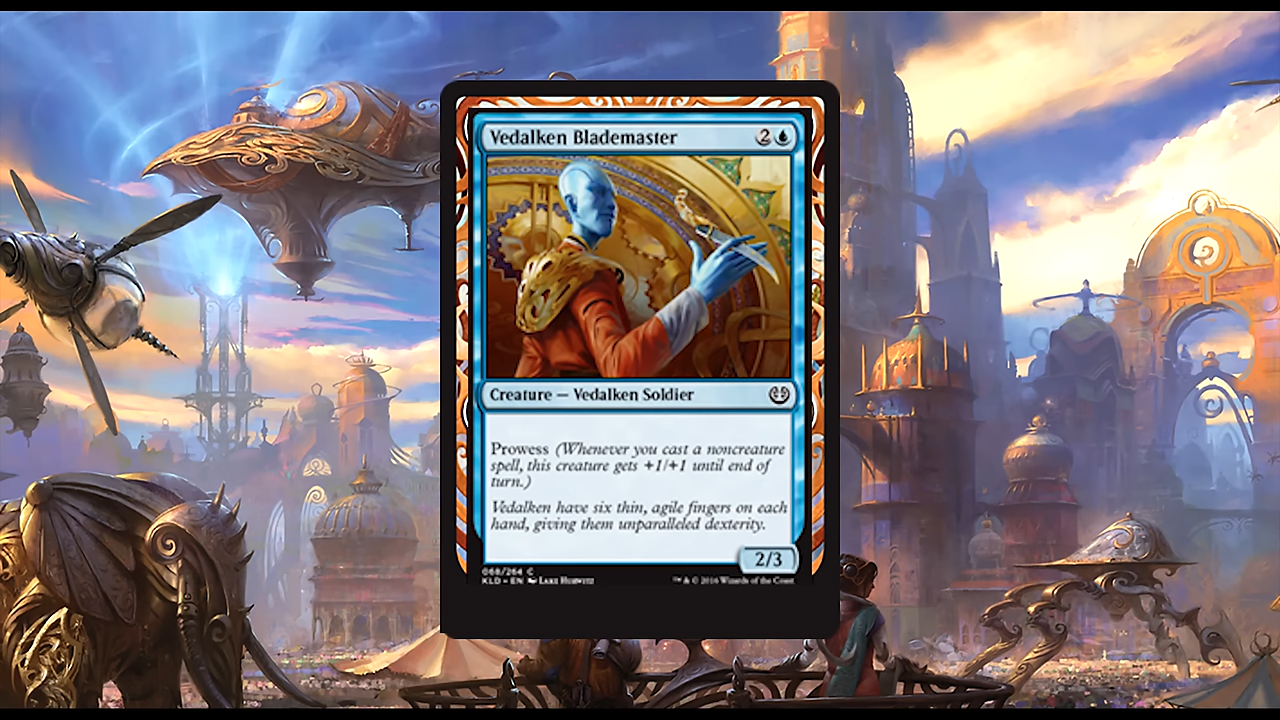 Vedalken Blademaster 2
Creature — Vedalken Soldier
Prowess (Whenever you cast a noncreature
spell, this creature gets +1/+1 until end of
turn.)
Vedalken have six thin, agile fingers on each
hand, giving them unparalleled dexterity.
2/3
068/264 C
KLD • EN Lake Hurwitz ™ & © 2016 Wizards of the Coast